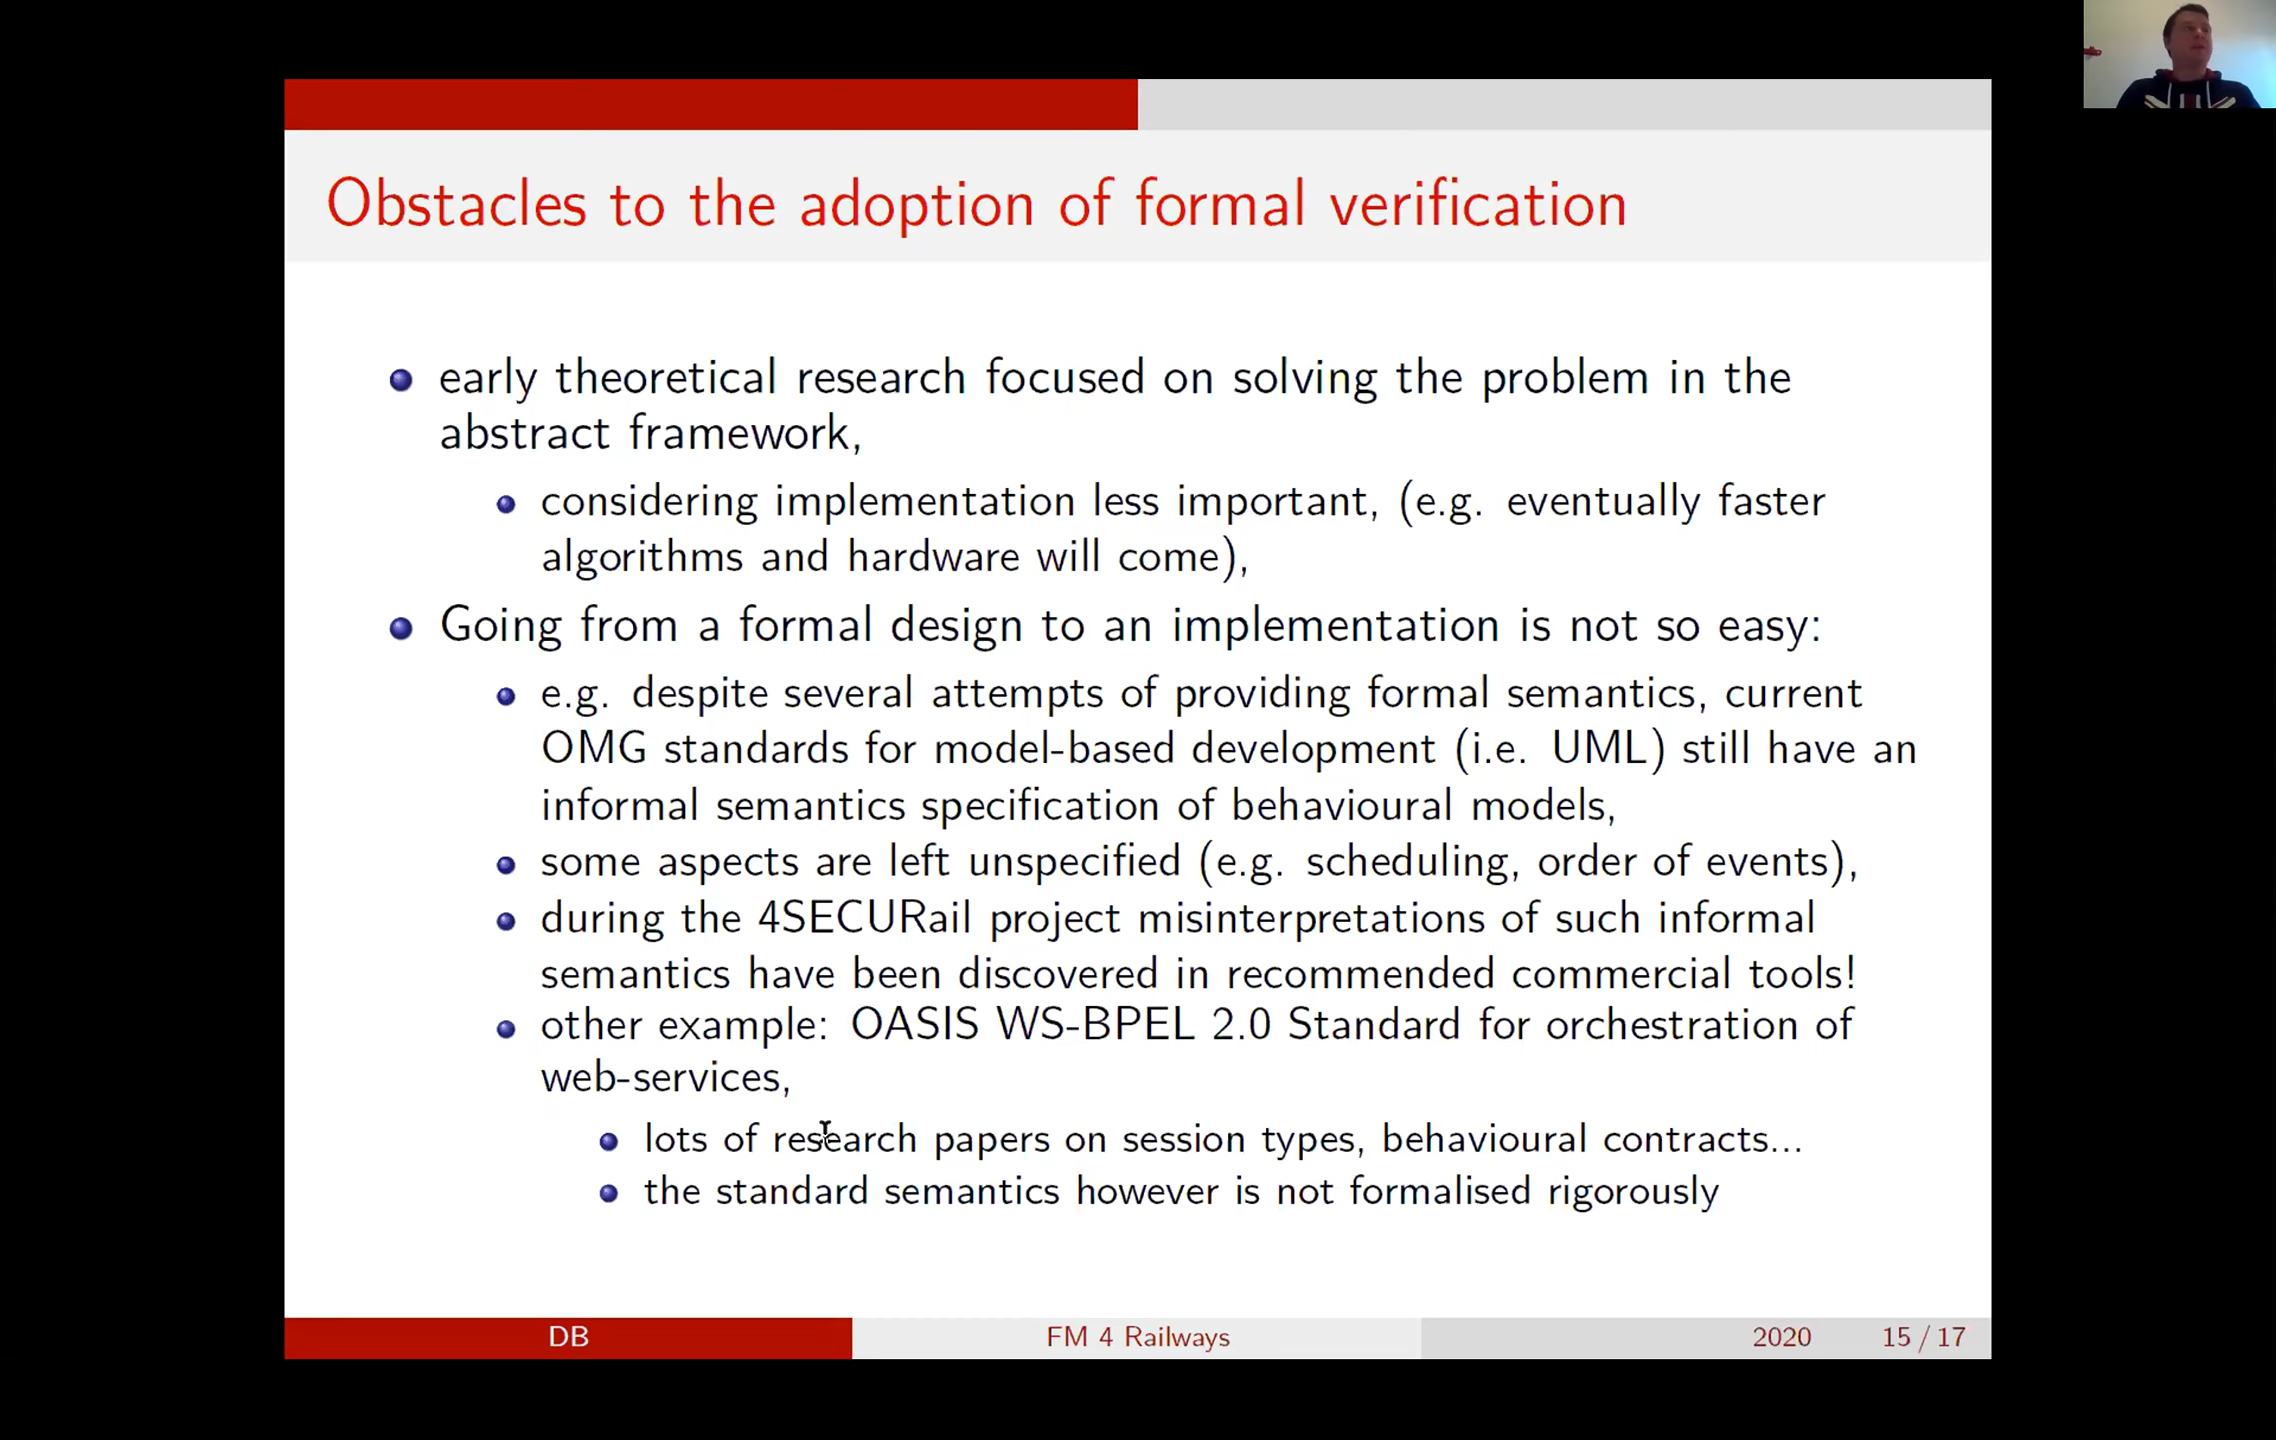 Obstacles to the adoption of formal verification
early theoretical research focused on solving the problem in the
abstract framework,
considering implementation less important, (e.g. eventually faster
algorithms and hardware will come),
Going from a formal design to an implementation is not so easy:
e.g. despite several attempts of providing formal semantics, current
OMG standards for model-based development (i.e. UML) still have an
informal semantics specification of behavioural models,
some aspects are left unspecified (e.g. scheduling, order of events),
during the 4SECURail project misinterpretations of such informal
semantics have been discovered in recommended commercial tools!
other example: OASIS WS-BPEL 2.0 Standard for orchestration of
web-services,
lots of research papers on session types, behavioural contracts...
the standard semantics however is not formalised rigorously
DB FM 4 Railways 2020 15 / 17